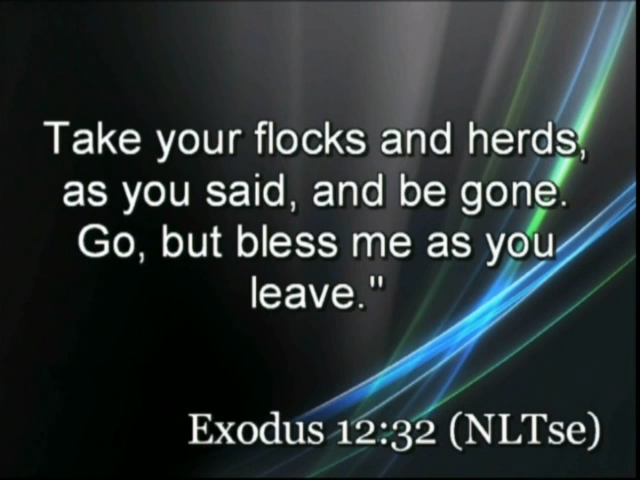 Take your flocks and herds,
as you said, and be gone.
Go, but bless me as you
leave."
Exodus 12:32 (NLTse)